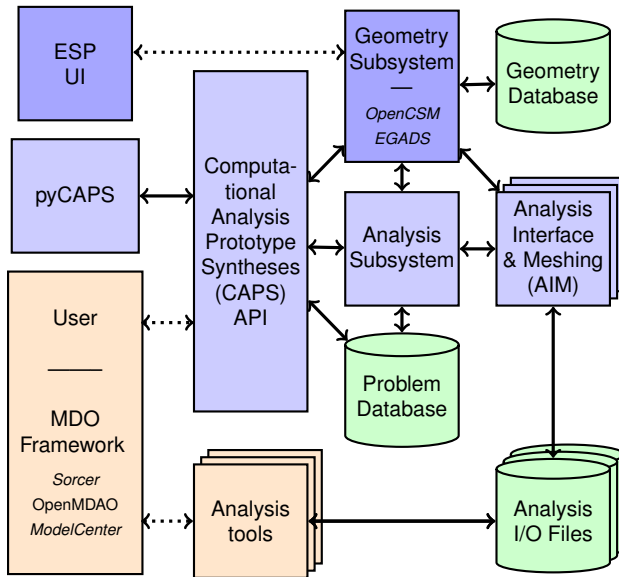 ESP
UI
Geometry
Subsystem
—
OpenCSM
EGADS
Geometry
Database
pyCAPS
Computa-
tional
Analysis
Prototype
Syntheses
(CAPS)
API
Analysis
Subsystem
Analysis
Interface
& Meshing
(AIM)
User
MDO
Framework
Sorcer
OpenMDAO
ModelCenter
Problem
Database
Analysis
tools
Analysis
I/O Files